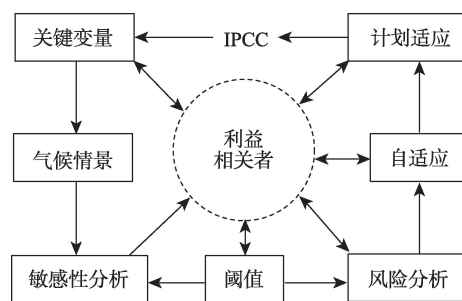 关键变量
IPCC
计划适应
利益
相关者
气候情景
自适应
敏感性分析
阈值
风险分析